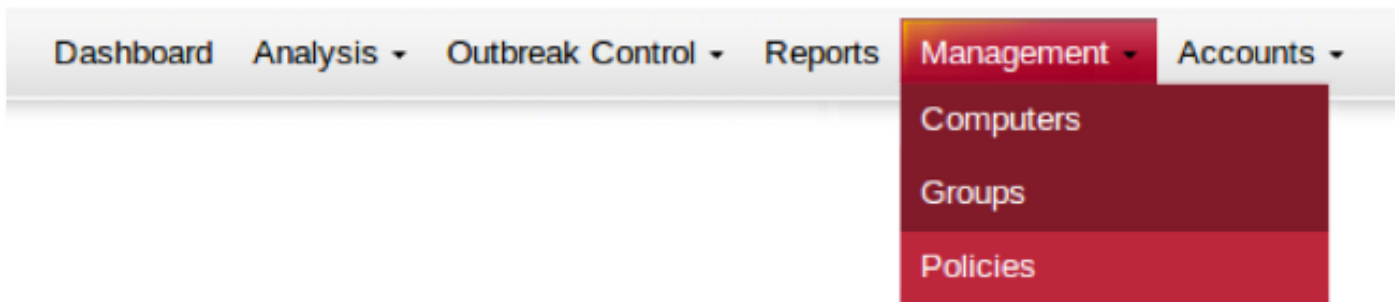 Dashboard Analysis Outbreak Control Reports Management Accounts
Computers
Groups
Policies